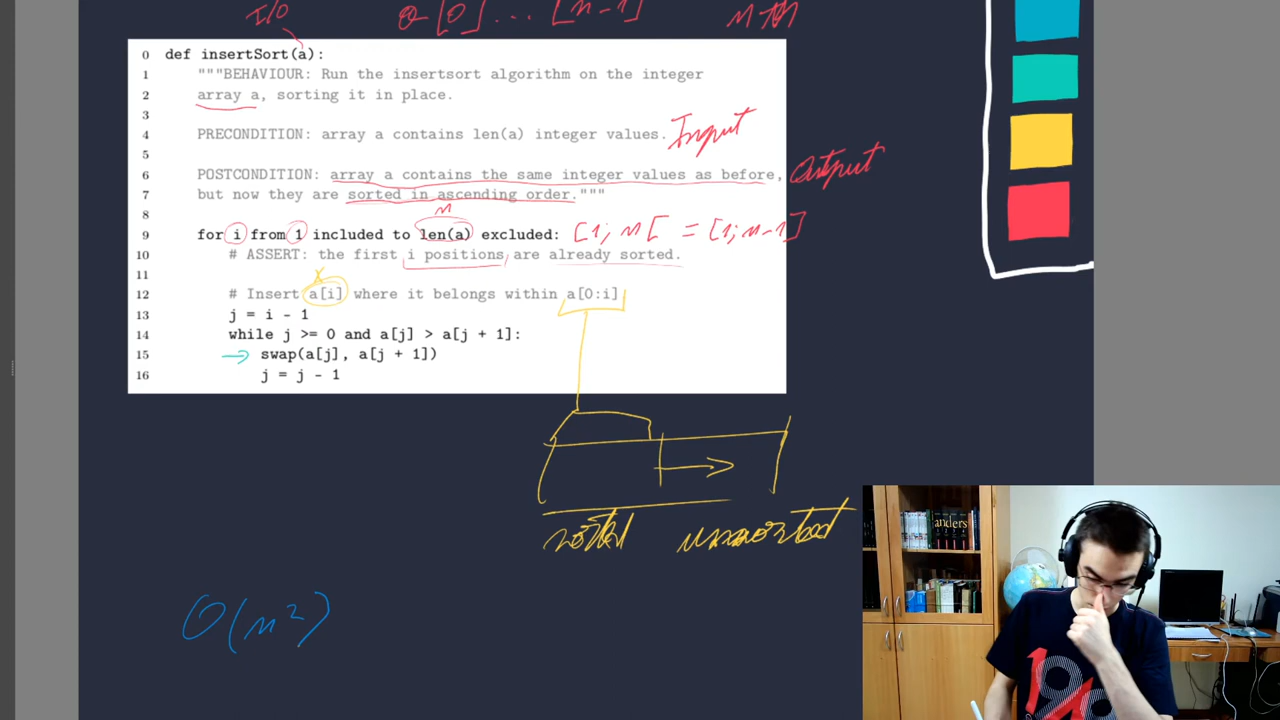 I/O
a[0]...[n-1]
0 def insertSort(a):
1 """BEHAVIOUR: Run the insertsort algorithm on the integer
2 array a, sorting it in place.
3
4 PRECONDITION: array a contains len(a) integer values. Input
5
6 POSTCONDITION: array a contains the same integer values as before, Output
7 but now they are sorted in ascending order."""
8 n
9 for i from 1 included to len(a) excluded: [1; n[ = [1; n-1]
10 # ASSERT: the first i positions are already sorted.
11 x
12 # Insert a[i] where it belongs within a[0:i]
13 j = i - 1
14 while j >= 0 and a[j] > a[j + 1]:
15 swap(a[j], a[j + 1])
16 j = j - 1
sorted unsorted
O(n²)
anders